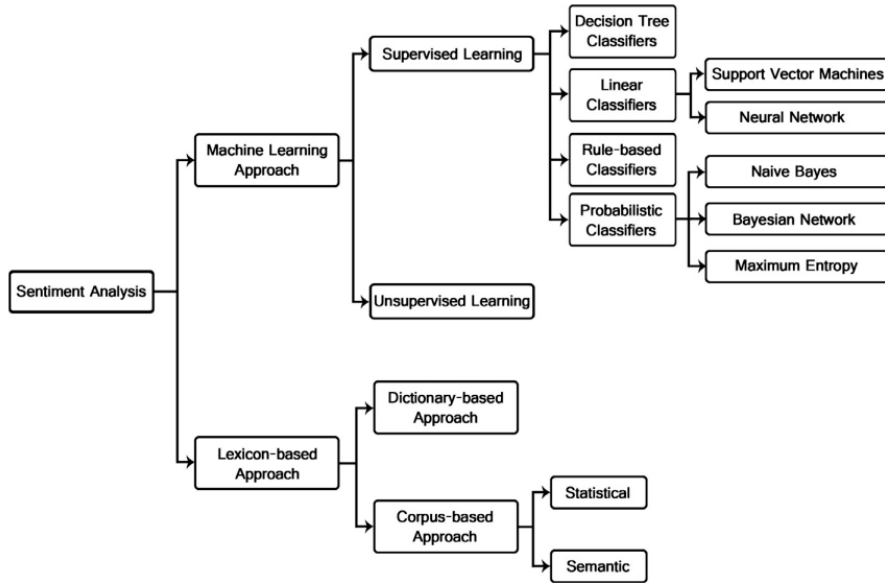 Decision Tree
Classifiers
Supervised Learning
Linear
Classifiers
Support Vector Machines
Neural Network
Machine Learning
Approach
Rule-based
Classifiers
Naive Bayes
Probabilistic
Classifiers
Bayesian Network
Maximum Entropy
Sentiment Analysis
Unsupervised Learning
Dictionary-based
Approach
Lexicon-based
Approach
Statistical
Corpus-based
Approach
Semantic